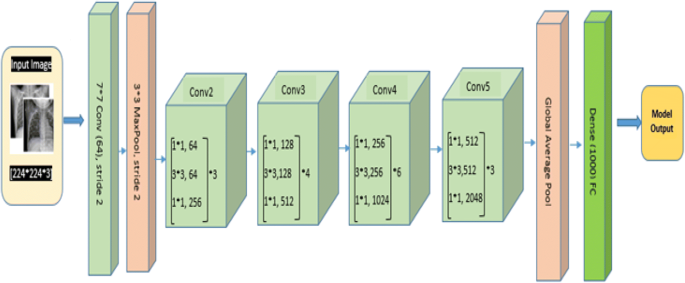 Input Image
[224*224*3]
7*7 Conv (64), stride 2
3*3 MaxPool, stride 2
Conv2
1*1, 64
3*3, 64
*3
1*1, 256
Conv3
1*1, 128
3*3,128
*4
1*1, 512
Conv4
1*1, 256
3*3,256
*6
1*1, 1024
Conv5
1*1, 512
3*3,512
*3
1*1, 2048
Global Average Pool
Dense (1000) FC
Model
Output